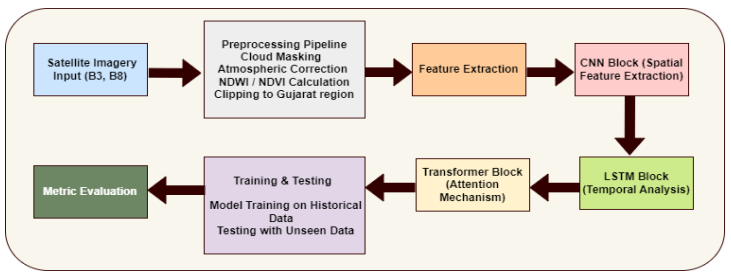 Satellite Imagery
Input (B3, B8)
Preprocessing Pipeline
Cloud Masking
Atmospheric Correction
NDWI / NDVI Calculation
Clipping to Gujarat region
Feature Extraction
CNN Block (Spatial
Feature Extraction)
LSTM Block
(Temporal Analysis)
Transformer Block
(Attention
Mechanism)
Training & Testing
Model Training on Historical
Data
Testing with Unseen Data
Metric Evaluation